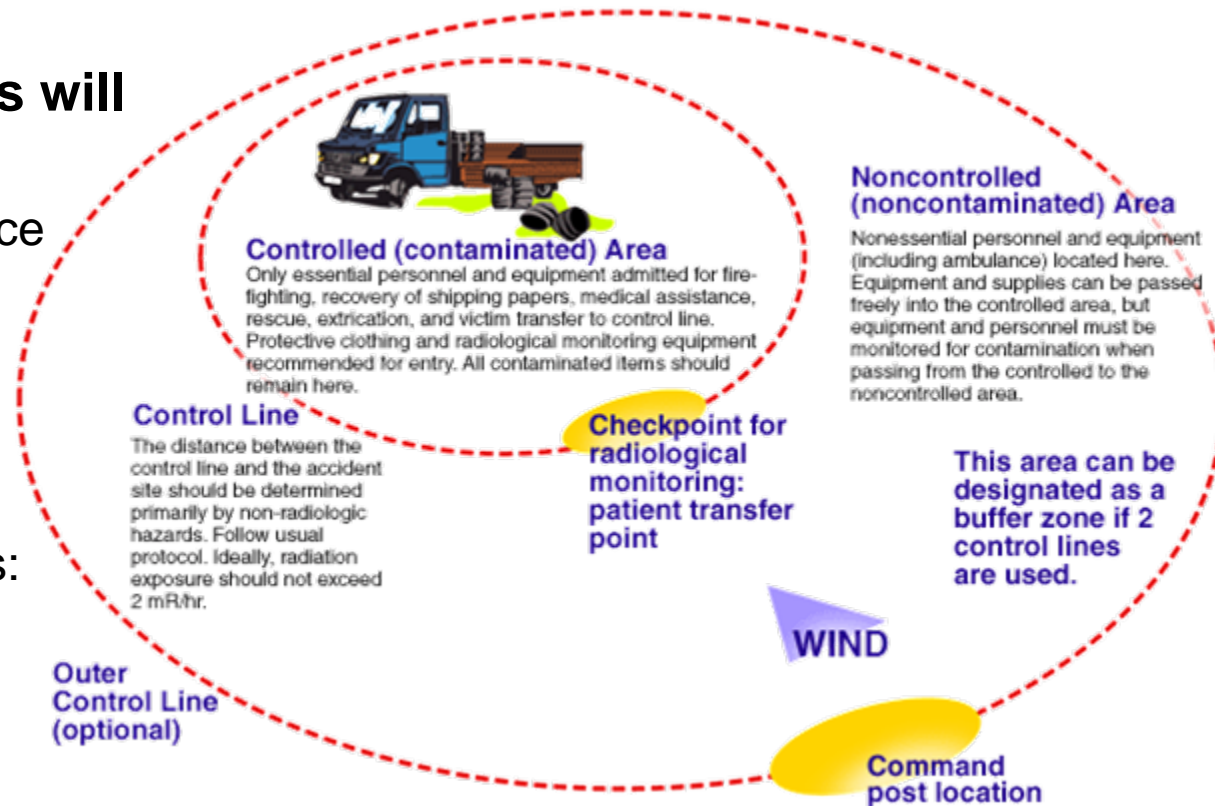 s will
ce
s:
Controlled (contaminated) Area
Only essential personnel and equipment admitted for fire-
fighting, recovery of shipping papers, medical assistance,
rescue, extrication, and victim transfer to control line.
Protective clothing and radiological monitoring equipment
recommended for entry. All contaminated items should
remain here.
Noncontrolled
(noncontaminated) Area
Nonessential personnel and equipment
(including ambulance) located here.
Equipment and supplies can be passed
freely into the controlled area, but
equipment and personnel must be
monitored for contamination when
passing from the controlled to the
noncontrolled area.
Control Line
The distance between the
control line and the accident
site should be determined
primarily by non-radiologic
hazards. Follow usual
protocol. Ideally, radiation
exposure should not exceed
2 mR/hr.
Checkpoint for
radiological
monitoring:
patient transfer
point
This area can be
designated as a
buffer zone if 2
control lines
are used.
WIND
Outer
Control Line
(optional)
Command
post location